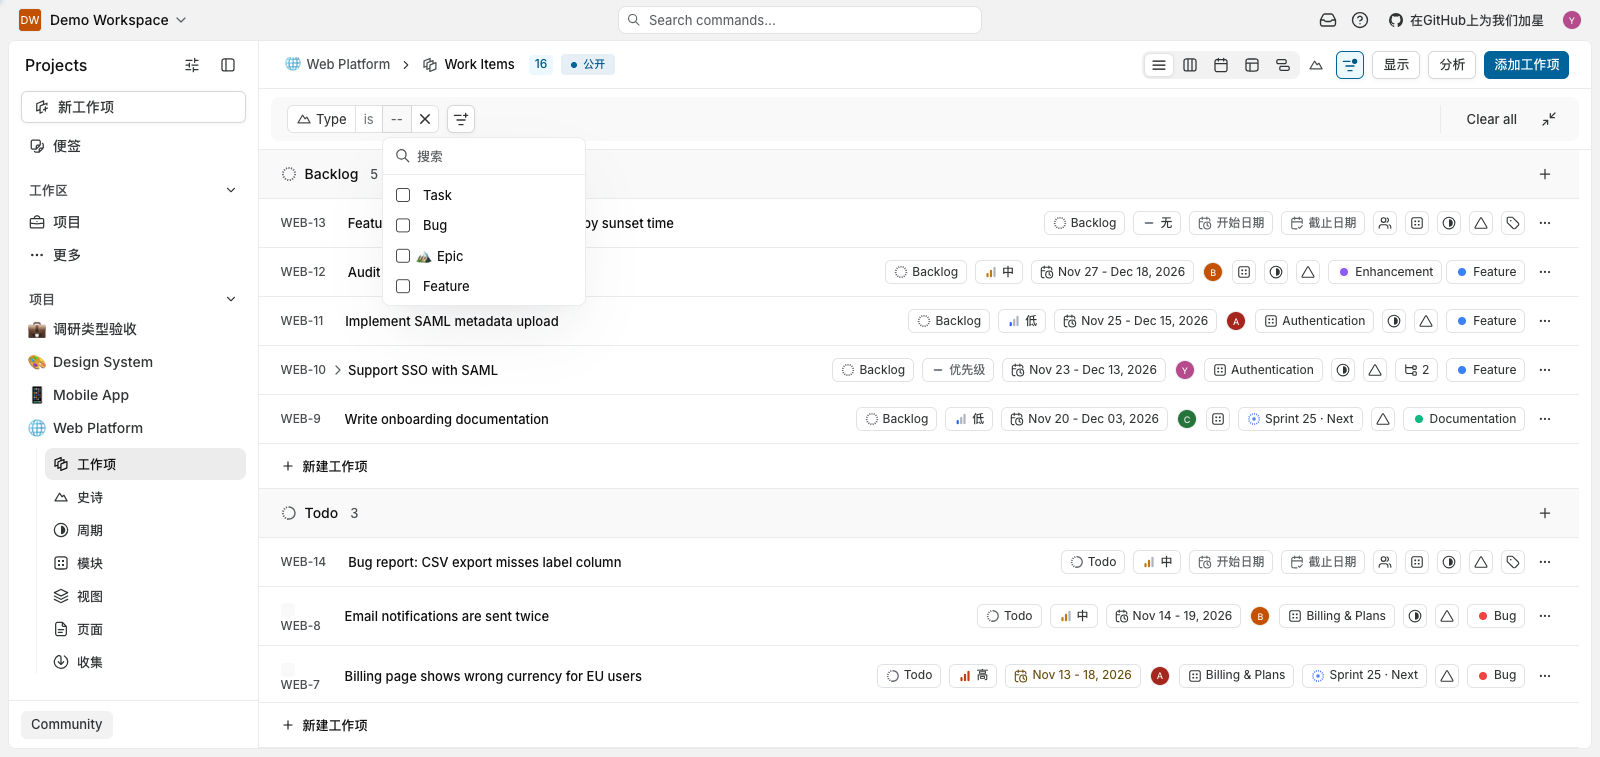 DW Demo Workspace
Search commands...
在GitHub上为我们加星
Y
Projects
新工作项
便签
工作区
项目
更多
项目
调研类型验收
Design System
Mobile App
Web Platform
工作项
史诗
周期
模块
视图
页面
收集
Community
Web Platform
Work Items
16
公开
显示
分析
添加工作项
Type is --
Clear all
搜索
Task
Bug
Epic
Feature
Backlog 5
WEB-13 Featu by sunset time Backlog 无 开始日期 截止日期
WEB-12 Audit Backlog 中 Nov 27 - Dec 18, 2026 B Enhancement Feature
WEB-11 Implement SAML metadata upload Backlog 低 Nov 25 - Dec 15, 2026 A Authentication Feature
WEB-10 Support SSO with SAML Backlog 优先级 Nov 23 - Dec 13, 2026 Y Authentication 2 Feature
WEB-9 Write onboarding documentation Backlog 低 Nov 20 - Dec 03, 2026 C Sprint 25 · Next Documentation
新建工作项
Todo 3
WEB-14 Bug report: CSV export misses label column Todo 中 开始日期 截止日期
WEB-8 Email notifications are sent twice Todo 中 Nov 14 - 19, 2026 B Billing & Plans Bug
WEB-7 Billing page shows wrong currency for EU users Todo 高 Nov 13 - 18, 2026 A Billing & Plans Sprint 25 · Next Bug
新建工作项